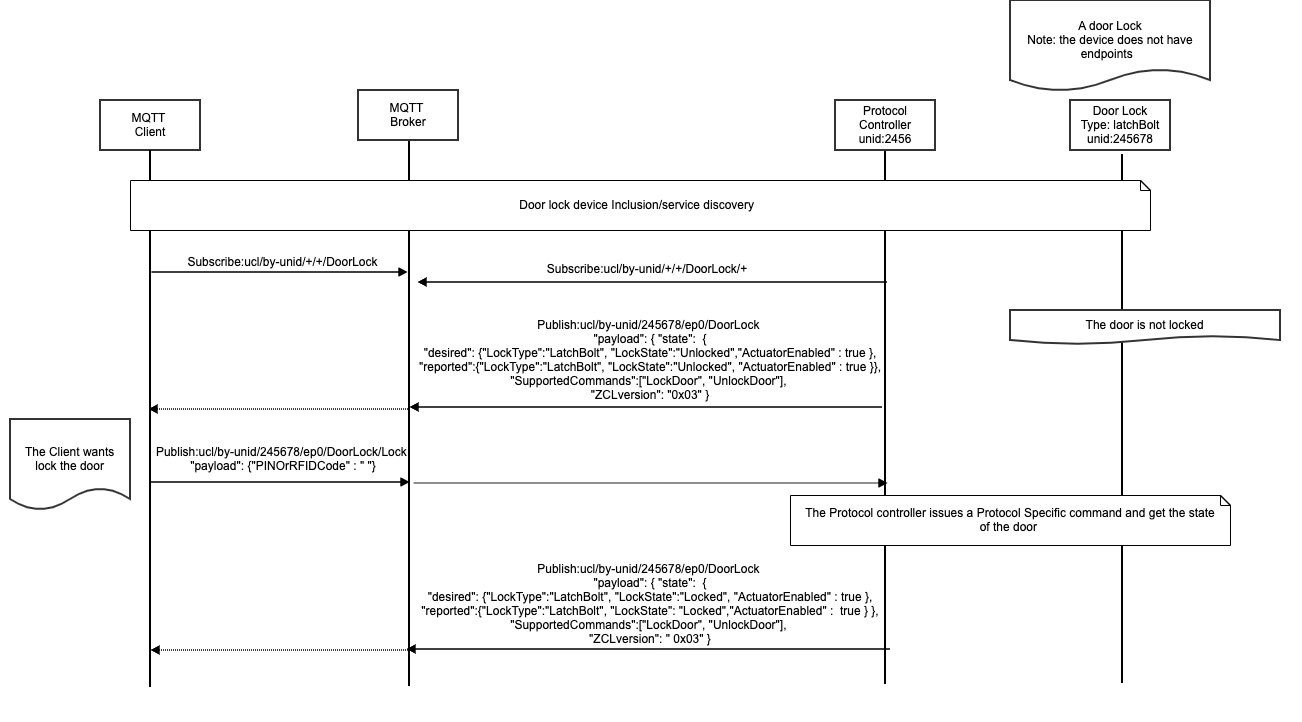 A door Lock
Note: the device does not have
endpoints
MQTT
Client
MQTT
Broker
Protocol
Controller
unid:2456
Door Lock
Type: latchBolt
unid:245678
Door lock device Inclusion/service discovery
Subscribe:ucl/by-unid/+/+/DoorLock
Subscribe:ucl/by-unid/+/+/DoorLock/+
The door is not locked
Publish:ucl/by-unid/245678/ep0/DoorLock
"payload": { "state":  {
"desired": {"LockType":"LatchBolt", "LockState":"Unlocked","ActuatorEnabled" : true },
"reported":{"LockType":"LatchBolt", "LockState":"Unlocked", "ActuatorEnabled" : true }},
"SupportedCommands":["LockDoor", "UnlockDoor"],
"ZCLversion": "0x03" }
The Client wants
lock the door
Publish:ucl/by-unid/245678/ep0/DoorLock/Lock
"payload": {"PINOrRFIDCode" : " "}
The Protocol controller issues a Protocol Specific command and get the state
of the door
Publish:ucl/by-unid/245678/ep0/DoorLock
"payload": { "state":  {
"desired": {"LockType":"LatchBolt", "LockState":"Locked", "ActuatorEnabled" : true },
"reported":{"LockType":"LatchBolt", "LockState": "Locked","ActuatorEnabled" :  true } },
"SupportedCommands":["LockDoor", "UnlockDoor"],
"ZCLversion": " 0x03" }